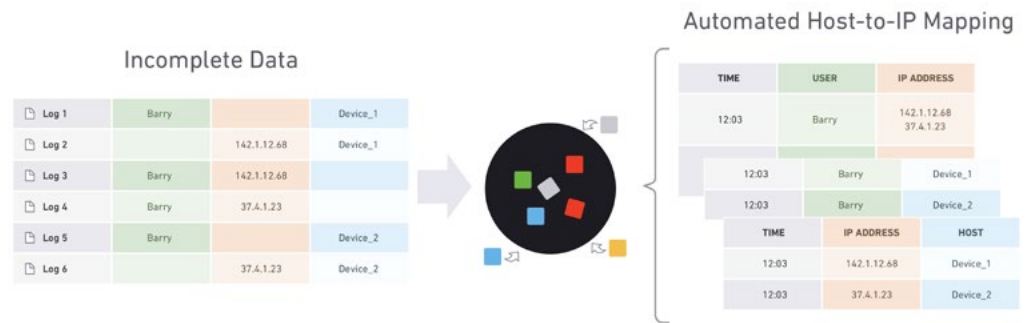 Incomplete Data
Log 1 Barry Device_1
Log 2 142.1.12.68 Device_1
Log 3 Barry 142.1.12.68
Log 4 Barry 37.4.1.23
Log 5 Barry Device_2
Log 6 37.4.1.23 Device_2
Automated Host-to-IP Mapping
TIME USER IP ADDRESS
12:03 Barry 142.1.12.68
37.4.1.23
12:03 Barry Device_1
12:03 Barry Device_2
TIME IP ADDRESS HOST
12:03 142.1.12.68 Device_1
12:03 37.4.1.23 Device_2